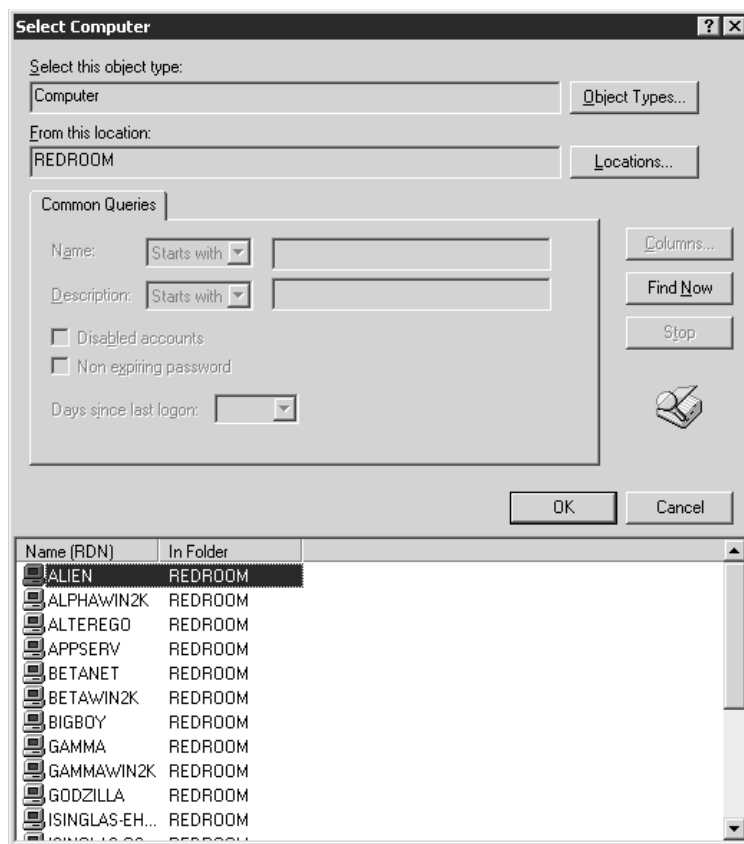 Select Computer
Select this object type:
Computer
Object Types...
From this location:
REDROOM
Locations...
Common Queries
Name: Starts with
Columns...
Description: Starts with
Find Now
Disabled accounts
Stop
Non expiring password
Days since last logon:
OK Cancel
Name (RDN) In Folder
ALIEN REDROOM
ALPHAWIN2K REDROOM
ALTEREGO REDROOM
APPSERV REDROOM
BETANET REDROOM
BETAWIN2K REDROOM
BIGBOY REDROOM
GAMMA REDROOM
GAMMAWIN2K REDROOM
GODZILLA REDROOM
ISINGLAS-EH... REDROOM